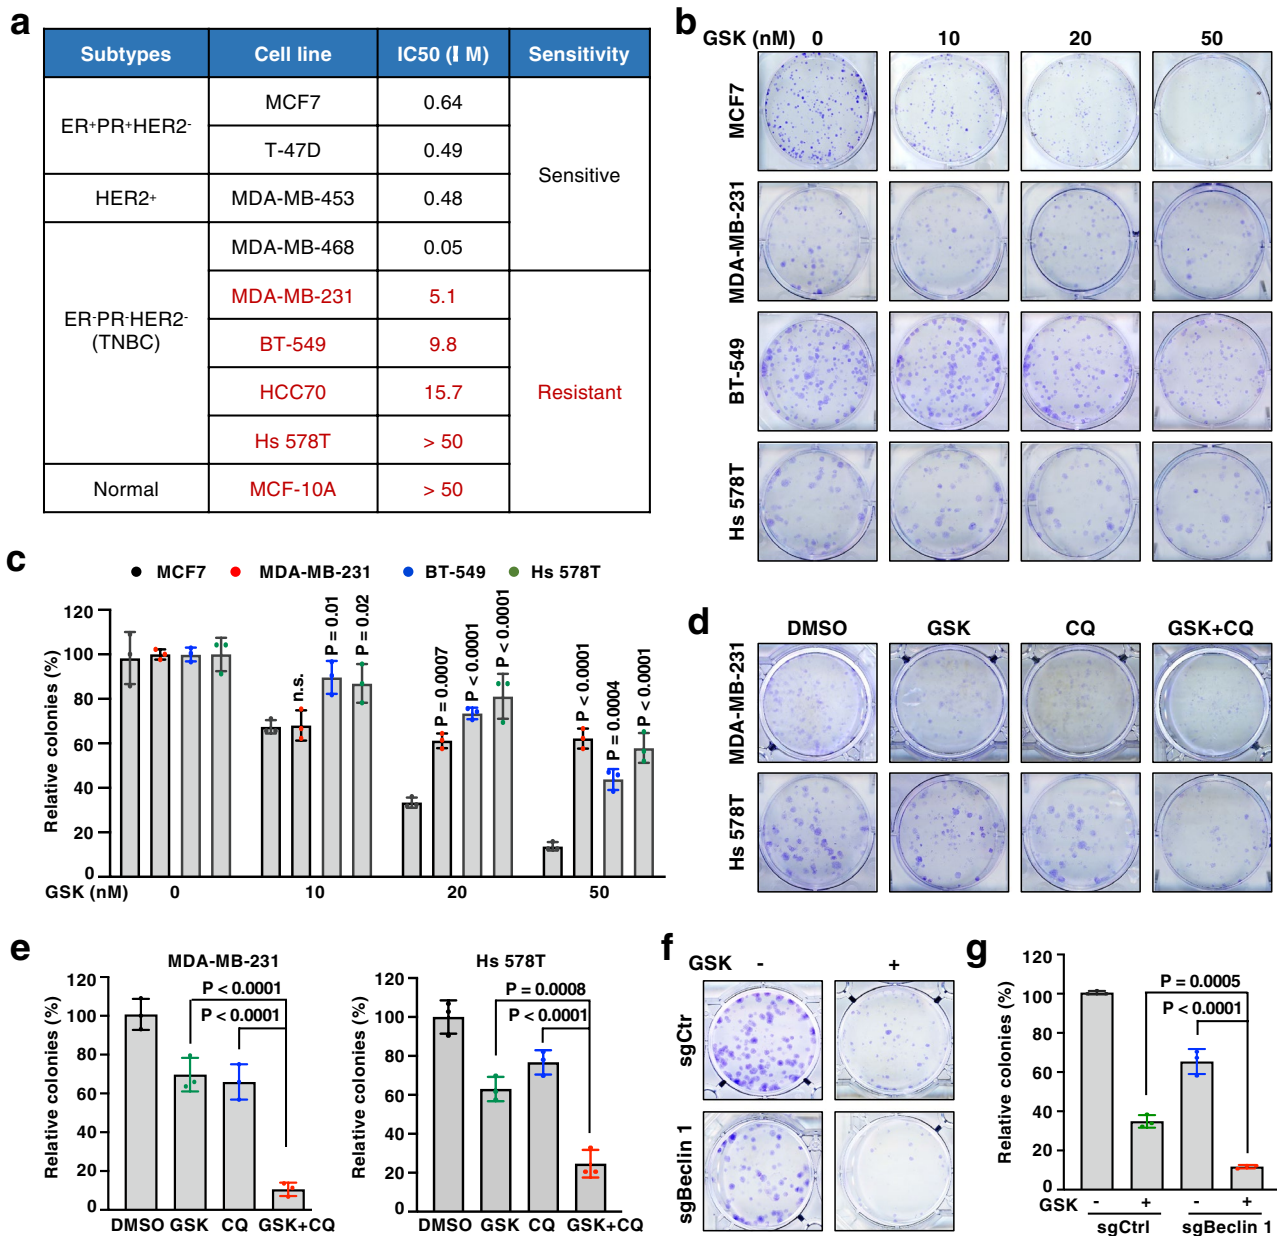 a
Subtypes Cell line IC50 (l M) Sensitivity
ER+PR+HER2- MCF7 0.64 Sensitive
T-47D 0.49
HER2+ MDA-MB-453 0.48
ER-PR-HER2- (TNBC) MDA-MB-468 0.05
MDA-MB-231 5.1 Resistant
BT-549 9.8
HCC70 15.7
Hs 578T > 50
Normal MCF-10A > 50
b
GSK (nM) 0 10 20 50
MCF7
MDA-MB-231
BT-549
Hs 578T
c
MCF7 MDA-MB-231 BT-549 Hs 578T
Relative colonies (%)
120
100
80
60
40
20
0
n.s. P = 0.01 P = 0.02
P = 0.0007 P < 0.0001 P < 0.0001
P < 0.0001 P = 0.0004 P < 0.0001
GSK (nM) 0 10 20 50
d
DMSO GSK CQ GSK+CQ
MDA-MB-231
Hs 578T
e
MDA-MB-231
Relative colonies (%)
120
100
80
60
40
20
0
P < 0.0001
P < 0.0001
DMSO GSK CQ GSK+CQ
Hs 578T
Relative colonies (%)
120
100
80
60
40
20
0
P = 0.0008
P < 0.0001
DMSO GSK CQ GSK+CQ
f
GSK - +
sgCtr
sgBeclin 1
g
Relative colonies (%)
120
100
80
60
40
20
0
P = 0.0005
P < 0.0001
GSK - + - +
sgCtrl sgBeclin 1